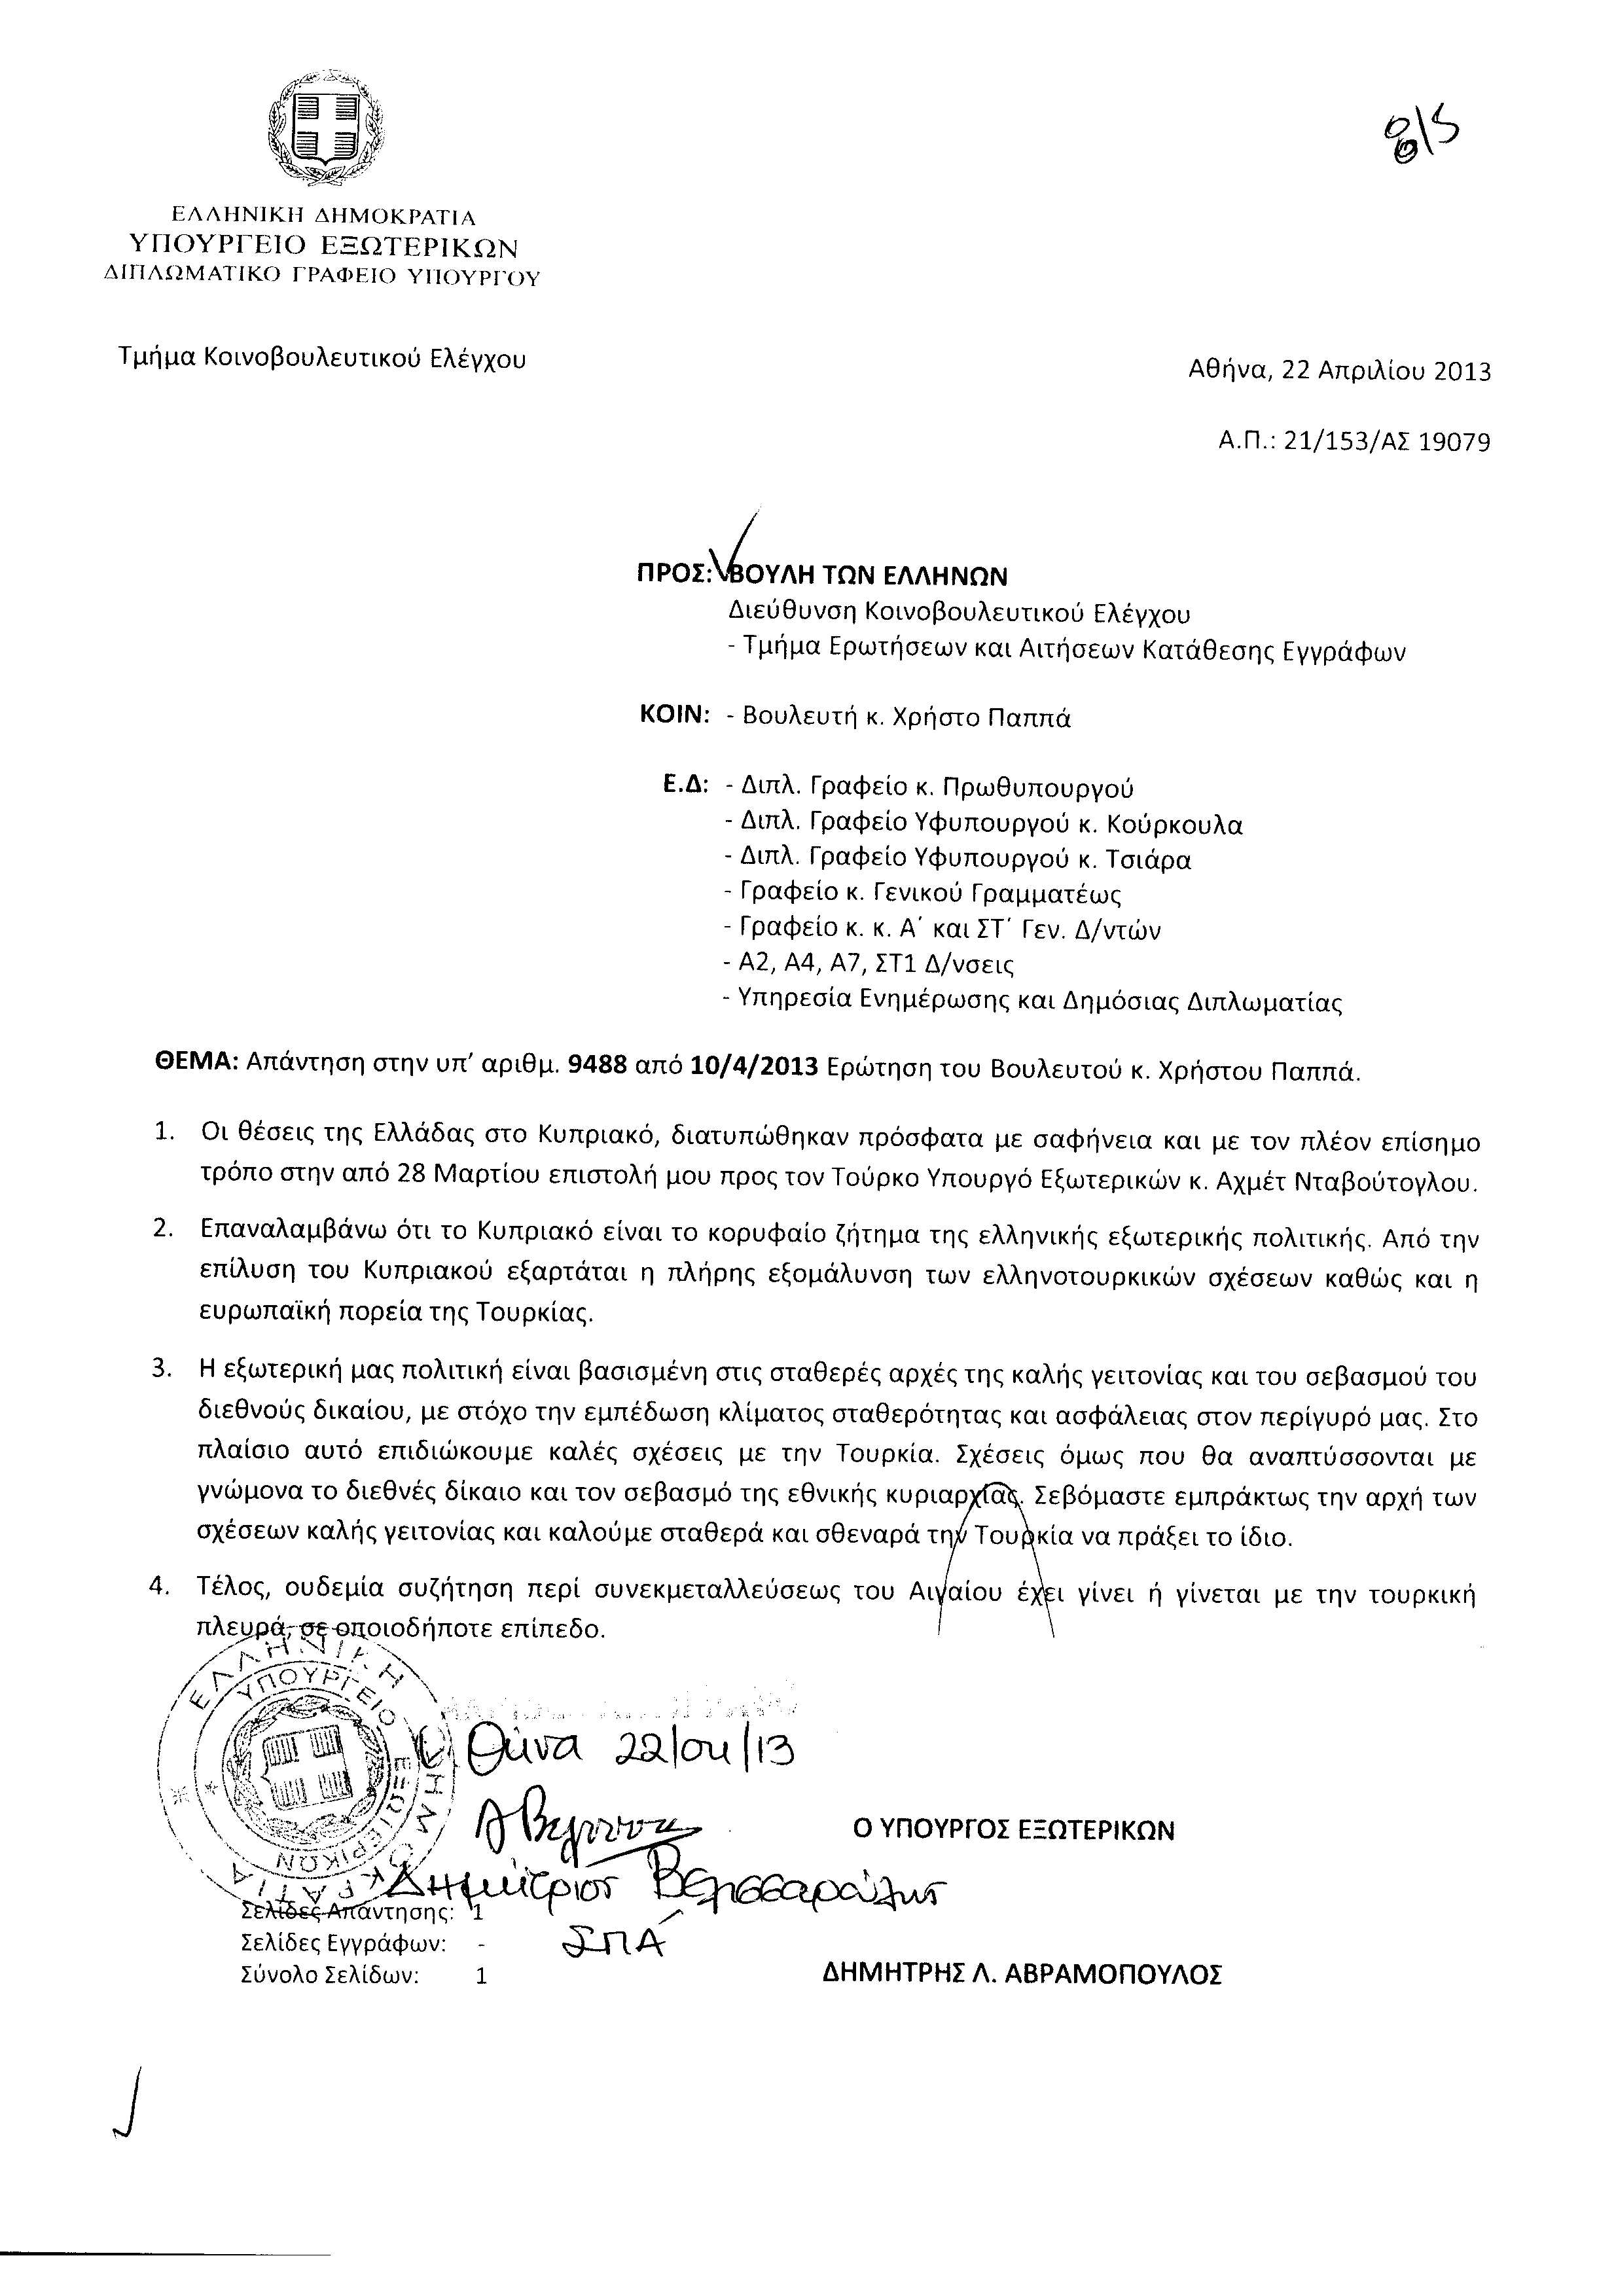 8/5
ΕΛΛΗΝΙΚΗ ΔΗΜΟΚΡΑΤΙΑ
ΥΠΟΥΡΓΕΙΟ ΕΞΩΤΕΡΙΚΩΝ
ΔΙΠΛΩΜΑΤΙΚΟ ΓΡΑΦΕΙΟ ΥΠΟΥΡΓΟΥ
Τμήμα Κοινοβουλευτικού Ελέγχου
Αθήνα, 22 Απριλίου 2013
Α.Π.: 21/153/ΑΣ 19079
ΠΡΟΣ: ΒΟΥΛΗ ΤΩΝ ΕΛΛΗΝΩΝ
Διεύθυνση Κοινοβουλευτικού Ελέγχου
- Τμήμα Ερωτήσεων και Αιτήσεων Κατάθεσης Εγγράφων
ΚΟΙΝ: - Βουλευτή κ. Χρήστο Παππά
Ε.Δ: - Διπλ. Γραφείο κ. Πρωθυπουργού
- Διπλ. Γραφείο Υφυπουργού κ. Κούρκουλα
- Διπλ. Γραφείο Υφυπουργού κ. Τσιάρα
- Γραφείο κ. Γενικού Γραμματέως
- Γραφείο κ. κ. Α΄ και ΣΤ΄ Γεν. Δ/ντών
- Α2, Α4, Α7, ΣΤ1 Δ/νσεις
- Υπηρεσία Ενημέρωσης και Δημόσιας Διπλωματίας
ΘΕΜΑ: Απάντηση στην υπ’ αριθμ. 9488 από 10/4/2013 Ερώτηση του Βουλευτού κ. Χρήστου Παππά.
1. Οι θέσεις της Ελλάδας στο Κυπριακό, διατυπώθηκαν πρόσφατα με σαφήνεια και με τον πλέον επίσημο
τρόπο στην από 28 Μαρτίου επιστολή μου προς τον Τούρκο Υπουργό Εξωτερικών κ. Αχμέτ Νταβούτογλου.
2. Επαναλαμβάνω ότι το Κυπριακό είναι το κορυφαίο ζήτημα της ελληνικής εξωτερικής πολιτικής. Από την
επίλυση του Κυπριακού εξαρτάται η πλήρης εξομάλυνση των ελληνοτουρκικών σχέσεων καθώς και η
ευρωπαϊκή πορεία της Τουρκίας.
3. Η εξωτερική μας πολιτική είναι βασισμένη στις σταθερές αρχές της καλής γειτονίας και του σεβασμού του
διεθνούς δικαίου, με στόχο την εμπέδωση κλίματος σταθερότητας και ασφάλειας στον περίγυρό μας. Στο
πλαίσιο αυτό επιδιώκουμε καλές σχέσεις με την Τουρκία. Σχέσεις όμως που θα αναπτύσσονται με
γνώμονα το διεθνές δίκαιο και τον σεβασμό της εθνικής κυριαρχίας. Σεβόμαστε εμπράκτως την αρχή των
σχέσεων καλής γειτονίας και καλούμε σταθερά και σθεναρά την Τουρκία να πράξει το ίδιο.
4. Τέλος, ουδεμία συζήτηση περί συνεκμεταλλεύσεως του Αιγαίου έχει γίνει ή γίνεται με την τουρκική
πλευρά, σε οποιοδήποτε επίπεδο.
ΕΛΛΗΝΙΚΗ ΔΗΜΟΚΡΑΤΙΑ
ΥΠΟΥΡΓΕΙΟ ΕΞΩΤΕΡΙΚΩΝ
Αθήνα 22/04/13
Ο ΥΠΟΥΡΓΟΣ ΕΞΩΤΕΡΙΚΩΝ
Δημήτριος
Σελίδες Απάντησης: 1
Σελίδες Εγγράφων: -
ΣΠΑ
Σύνολο Σελίδων: 1
ΔΗΜΗΤΡΗΣ Λ. ΑΒΡΑΜΟΠΟΥΛΟΣ